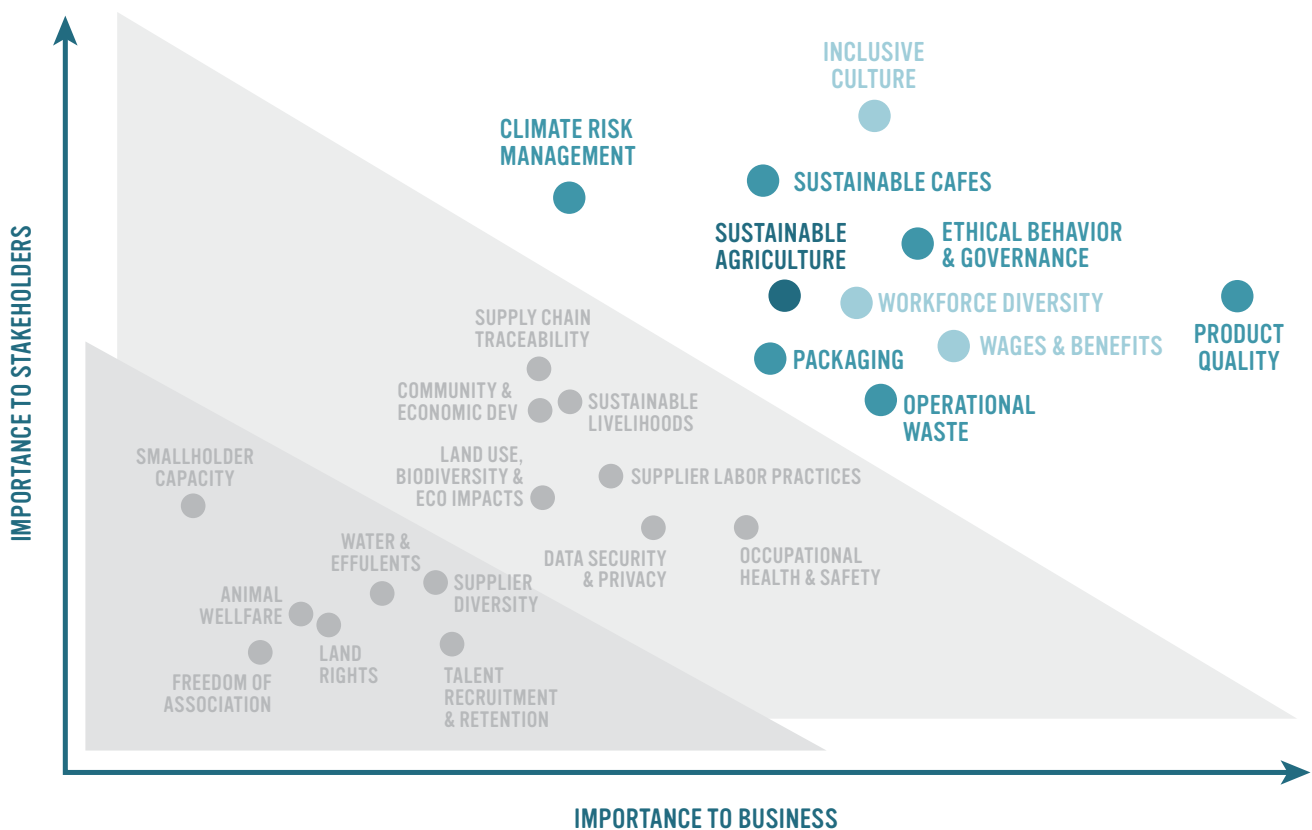 INCLUSIVE
CULTURE
CLIMATE RISK
MANAGEMENT
SUSTAINABLE CAFES
SUSTAINABLE
AGRICULTURE
ETHICAL BEHAVIOR
& GOVERNANCE
WORKFORCE DIVERSITY
PRODUCT
QUALITY
WAGES & BENEFITS
PACKAGING
OPERATIONAL
WASTE
SUPPLY CHAIN
TRACEABILITY
COMMUNITY &
ECONOMIC DEV
SUSTAINABLE
LIVELIHOODS
LAND USE,
BIODIVERSITY &
ECO IMPACTS
SUPPLIER LABOR PRACTICES
SMALLHOLDER
CAPACITY
DATA SECURITY
& PRIVACY
OCCUPATIONAL
HEALTH & SAFETY
WATER &
EFFULENTS
SUPPLIER
DIVERSITY
ANIMAL
WELLFARE
LAND
RIGHTS
FREEDOM OF
ASSOCIATION
TALENT
RECRUITMENT
& RETENTION
IMPORTANCE TO STAKEHOLDERS
IMPORTANCE TO BUSINESS